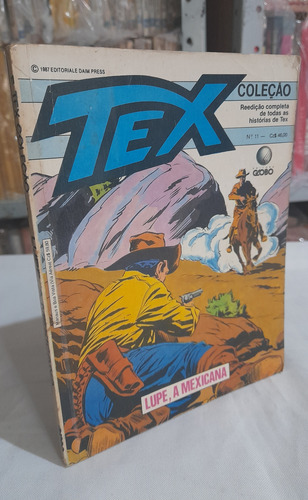 © 1987 EDITORIALE DAIM PRESS
TEX
COLEÇÃO
Reedição completa
de todas as
histórias de Tex
Nº 11 —
GLOBO
LUPE, A MEXICANA